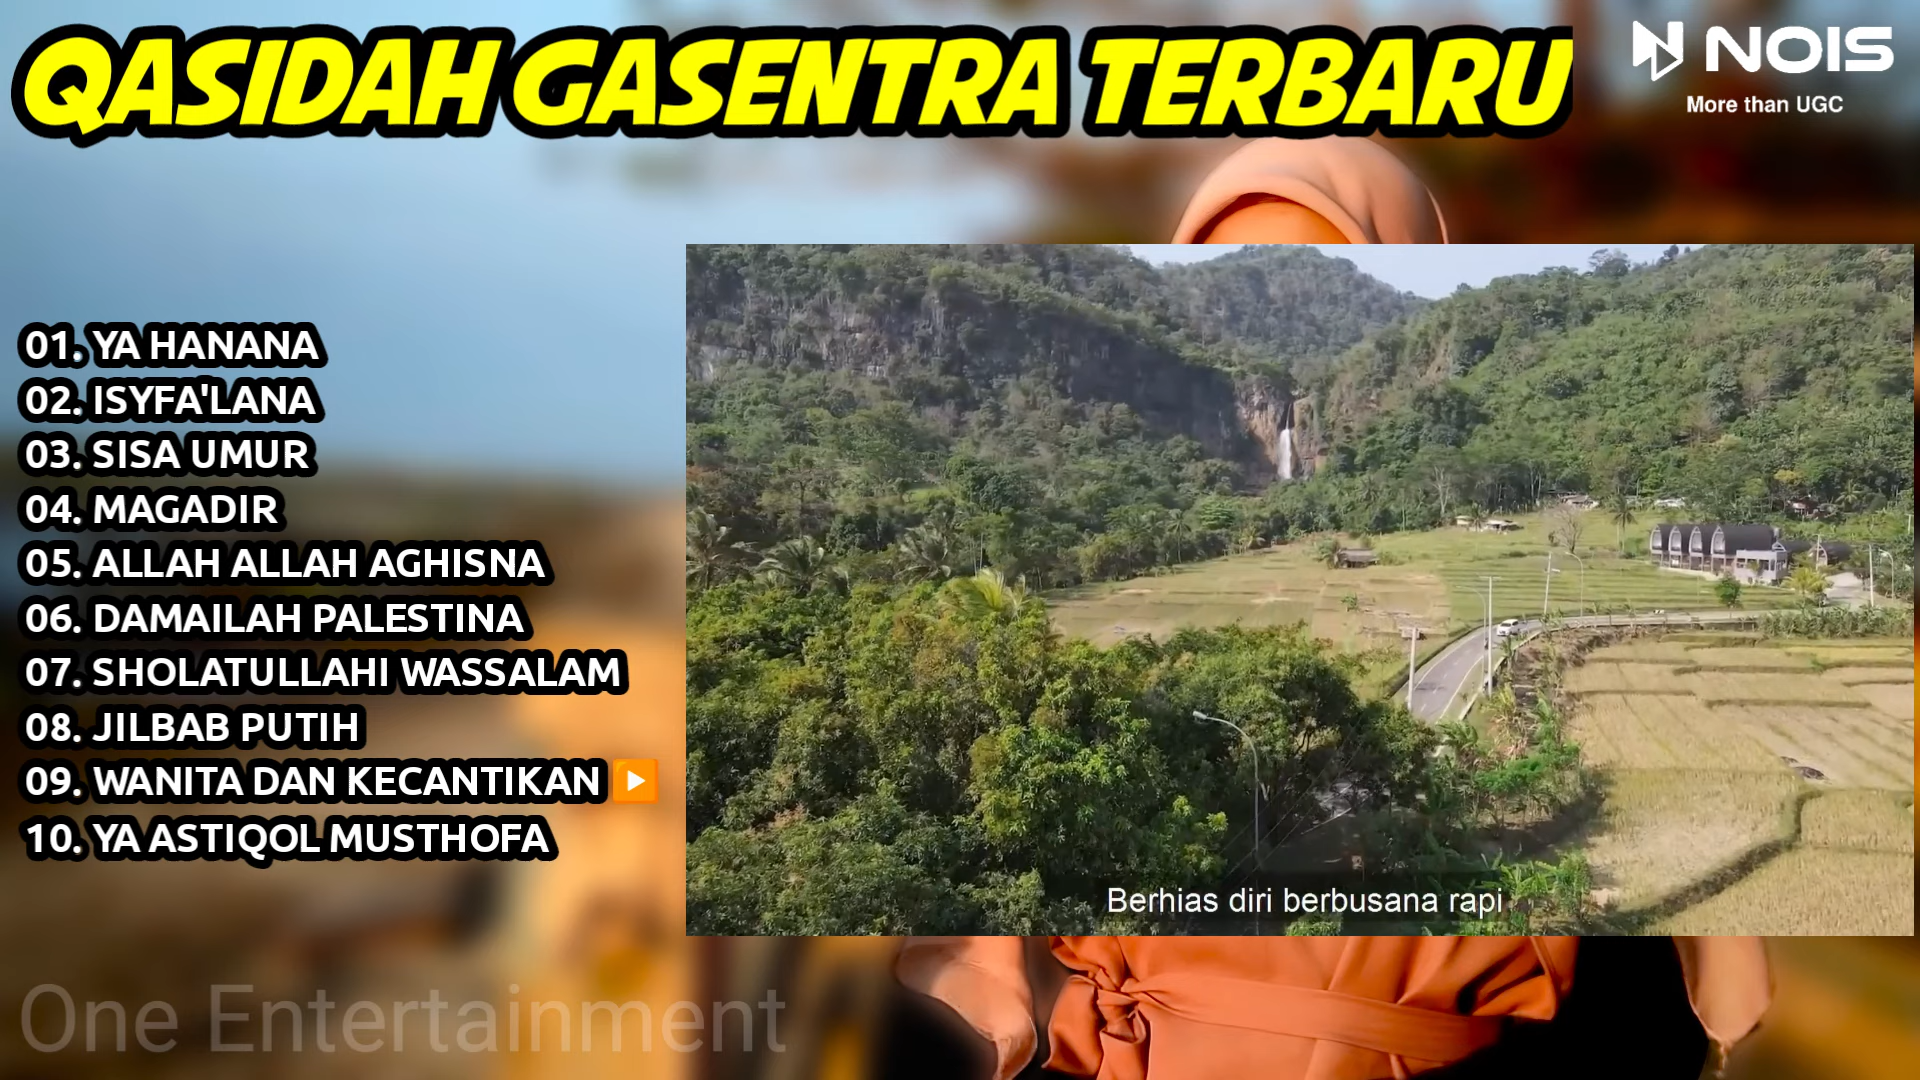 QASIDAH GASENTRA TERBARU
NOIS
More than UGC
01. YA HANANA
02. ISYFA'LANA
03. SISA UMUR
04. MAGADIR
05. ALLAH ALLAH AGHISNA
06. DAMAILAH PALESTINA
07. SHOLATULLAHI WASSALAM
08. JILBAB PUTIH
09. WANITA DAN KECANTIKAN
10. YA ASTIQOL MUSTHOFA
Berhias diri berbusana rapi
One Entertainment